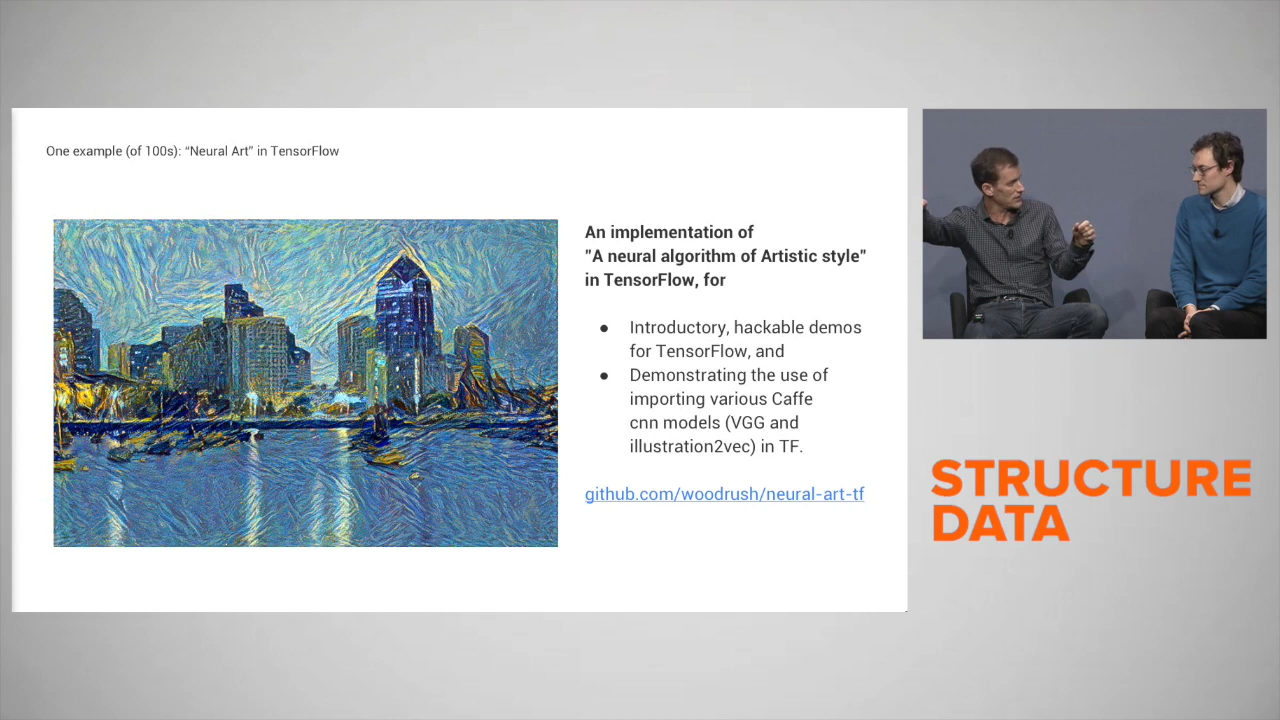 One example (of 100s): “Neural Art” in TensorFlow
An implementation of
"A neural algorithm of Artistic style"
in TensorFlow, for
● Introductory, hackable demos
for TensorFlow, and
● Demonstrating the use of
importing various Caffe
cnn models (VGG and
illustration2vec) in TF.
github.com/woodrush/neural-art-tf
STRUCTURE
DATA